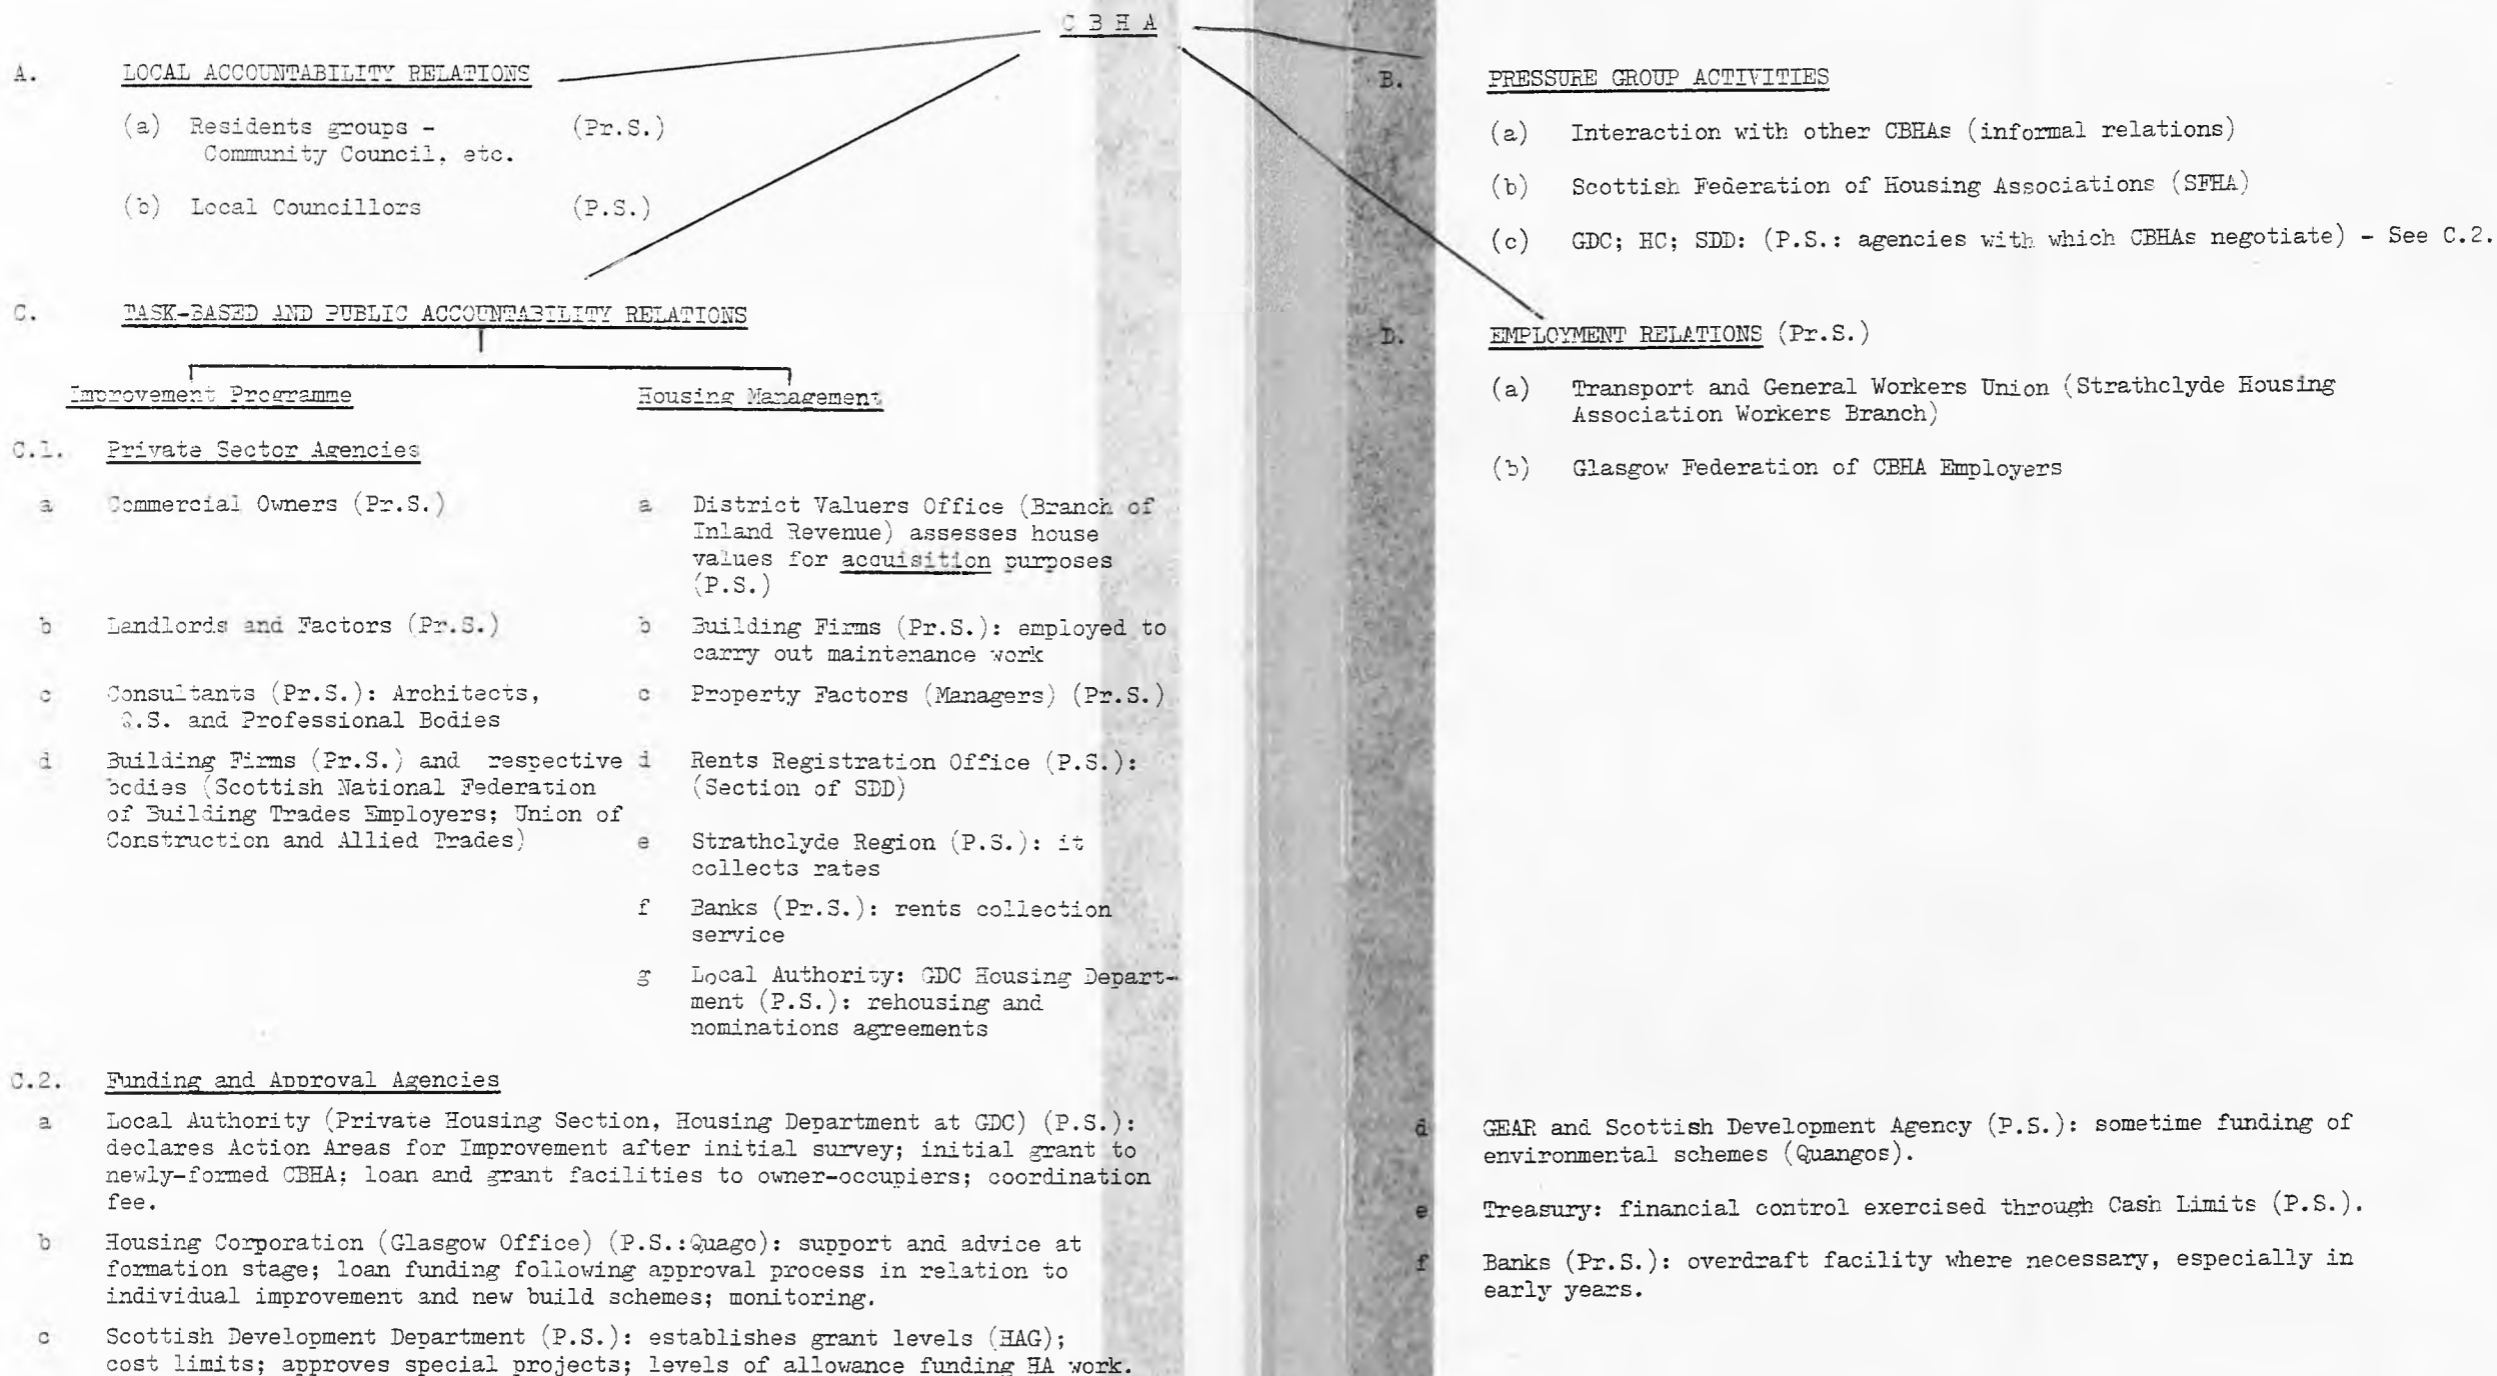 C B H A
A. LOCAL ACCOUNTABILITY RELATIONS
(a) Residents groups - (Pr.S.)
Community Council, etc.
(b) Local Councillors (P.S.)
B. PRESSURE GROUP ACTIVITIES
(a) Interaction with other CBHAs (informal relations)
(b) Scottish Federation of Housing Associations (SFHA)
(c) GDC; HC; SDD: (P.S.: agencies with which CBHAs negotiate) - See C.2.
C. TASK-BASED AND PUBLIC ACCOUNTABILITY RELATIONS
D. EMPLOYMENT RELATIONS (Pr.S.)
(a) Transport and General Workers Union (Strathclyde Housing
Association Workers Branch)
(b) Glasgow Federation of CBHA Employers
Improvement Programme
Housing Management
C.1. Private Sector Agencies
a Commercial Owners (Pr.S.)
b Landlords and Factors (Pr.S.)
c Consultants (Pr.S.): Architects,
Q.S. and Professional Bodies
d Building Firms (Pr.S.) and respective
bodies (Scottish National Federation
of Building Trades Employers; Union of
Construction and Allied Trades)
a District Valuers Office (Branch of
Inland Revenue) assesses house
values for acquisition purposes
(P.S.)
b Building Firms (Pr.S.): employed to
carry out maintenance work
c Property Factors (Managers) (Pr.S.)
d Rents Registration Office (P.S.):
(Section of SDD)
e Strathclyde Region (P.S.): it
collects rates
f Banks (Pr.S.): rents collection
service
g Local Authority: GDC Housing Depart-
ment (P.S.): rehousing and
nominations agreements
C.2. Funding and Approval Agencies
a Local Authority (Private Housing Section, Housing Department at GDC) (P.S.):
declares Action Areas for Improvement after initial survey; initial grant to
newly-formed CBHA; loan and grant facilities to owner-occupiers; coordination
fee.
b Housing Corporation (Glasgow Office) (P.S.:Quago): support and advice at
formation stage; loan funding following approval process in relation to
individual improvement and new build schemes; monitoring.
c Scottish Development Department (P.S.): establishes grant levels (HAG);
cost limits; approves special projects; levels of allowance funding HA work.
d GEAR and Scottish Development Agency (P.S.): sometime funding of
environmental schemes (Quangos).
e Treasury: financial control exercised through Cash Limits (P.S.).
f Banks (Pr.S.): overdraft facility where necessary, especially in
early years.